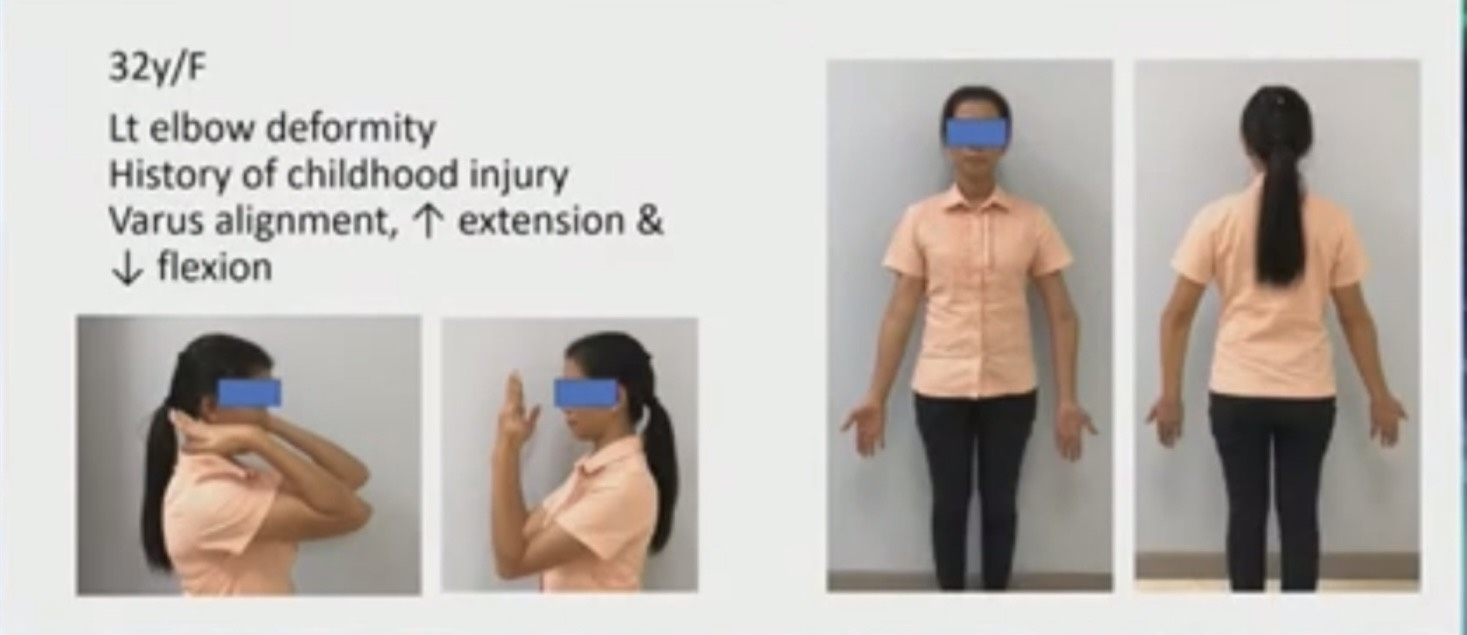 32y/F
Lt elbow deformity
History of childhood injury
Varus alignment, ↑ extension &
↓ flexion